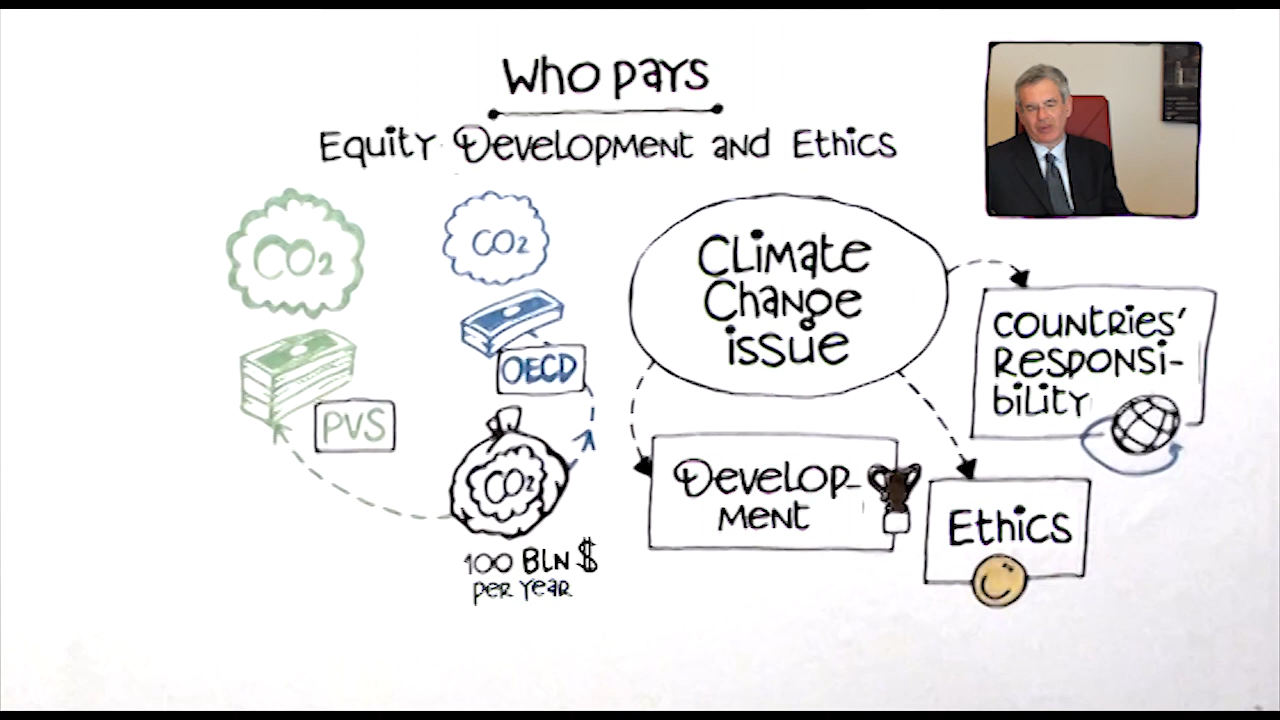 Who pays
Equity Development and Ethics
CO2
CO2
OECD
PVS
CO2
100 BLN $
per year
Climate
Change
issue
Countries'
Responsi-
bility
Develop-
ment
Ethics